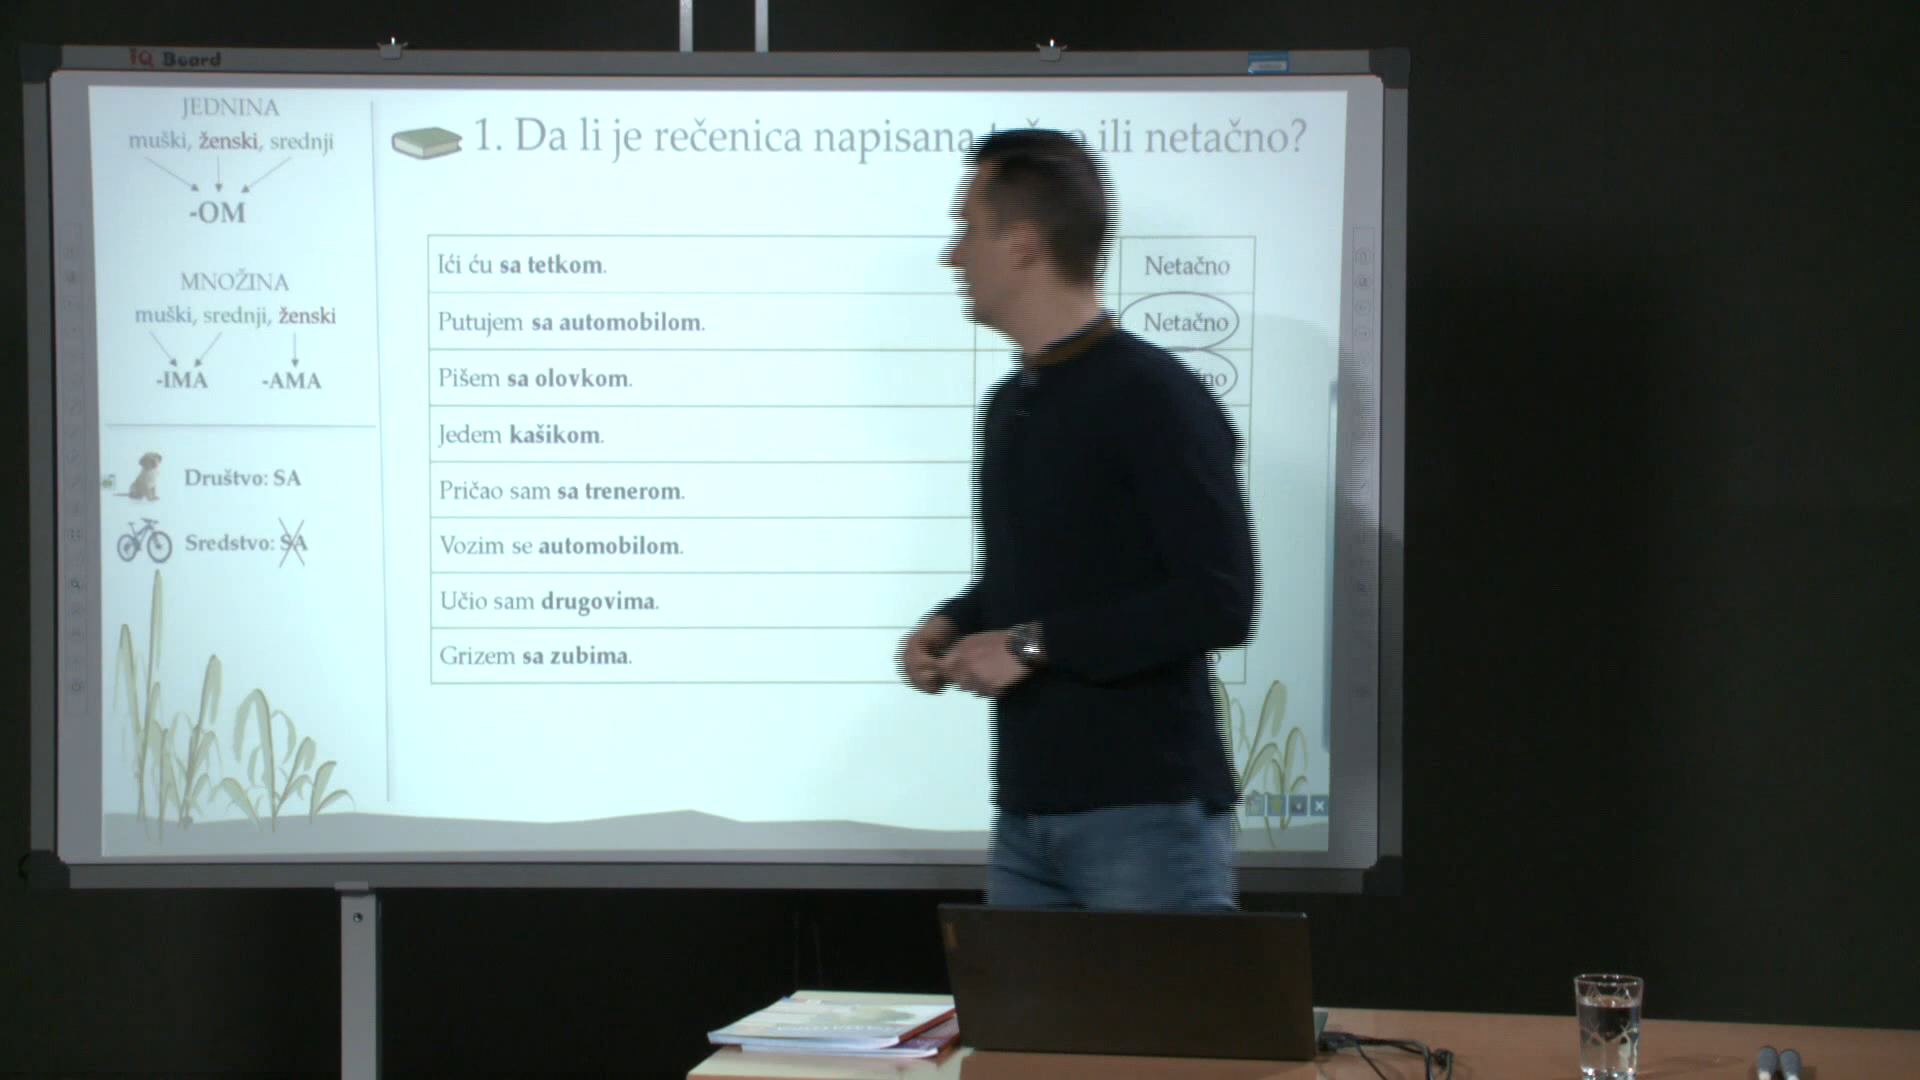 IQ Board
JEDNINA
muški, ženski, srednji
-OM
MNOŽINA
muški, srednji, ženski
-IMA -AMA
Društvo: SA
Sredstvo: SA
1. Da li je rečenica napisana ili netačno?
Ići ću sa tetkom. Netačno
Putujem sa automobilom. Netačno
Pišem sa olovkom.
Jedem kašikom.
Pričao sam sa trenerom.
Vozim se automobilom.
Učio sam drugovima.
Grizem sa zubima.